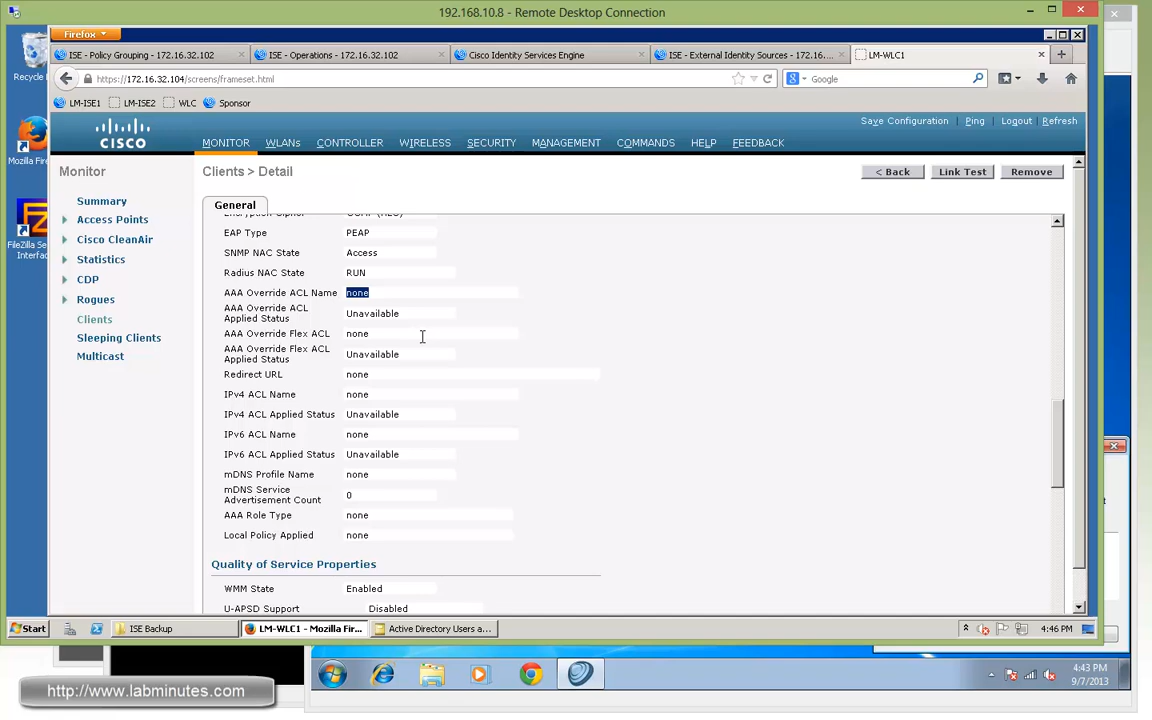 192.168.10.8 - Remote Desktop Connection
Firefox
ISE - Policy Grouping - 172.16.32.102
ISE - Operations - 172.16.32.102
Cisco Identity Services Engine
ISE - External Identity Sources - 172.16....
LM-WLC1
https://172.16.32.104/screens/frameset.html
Google
LM-ISE1
LM-ISE2
WLC
Sponsor
Recycle
Mozilla Fire
FileZilla Se
Interfac
Save Configuration | Ping | Logout | Refresh
CISCO
MONITOR WLANs CONTROLLER WIRELESS SECURITY MANAGEMENT COMMANDS HELP FEEDBACK
Monitor
Summary
Access Points
Cisco CleanAir
Statistics
CDP
Rogues
Clients
Sleeping Clients
Multicast
Clients > Detail
< Back
Link Test
Remove
General
EAP Type PEAP
SNMP NAC State Access
Radius NAC State RUN
AAA Override ACL Name none
AAA Override ACL
Applied Status Unavailable
AAA Override Flex ACL none
AAA Override Flex ACL
Applied Status Unavailable
Redirect URL none
IPv4 ACL Name none
IPv4 ACL Applied Status Unavailable
IPv6 ACL Name none
IPv6 ACL Applied Status Unavailable
mDNS Profile Name none
mDNS Service
Advertisement Count 0
AAA Role Type none
Local Policy Applied none
Quality of Service Properties
WMM State Enabled
U-APSD Support Disabled
Start
ISE Backup
LM-WLC1 - Mozilla Fir...
Active Directory Users a...
4:46 PM
4:43 PM
9/7/2013
http://www.labminutes.com